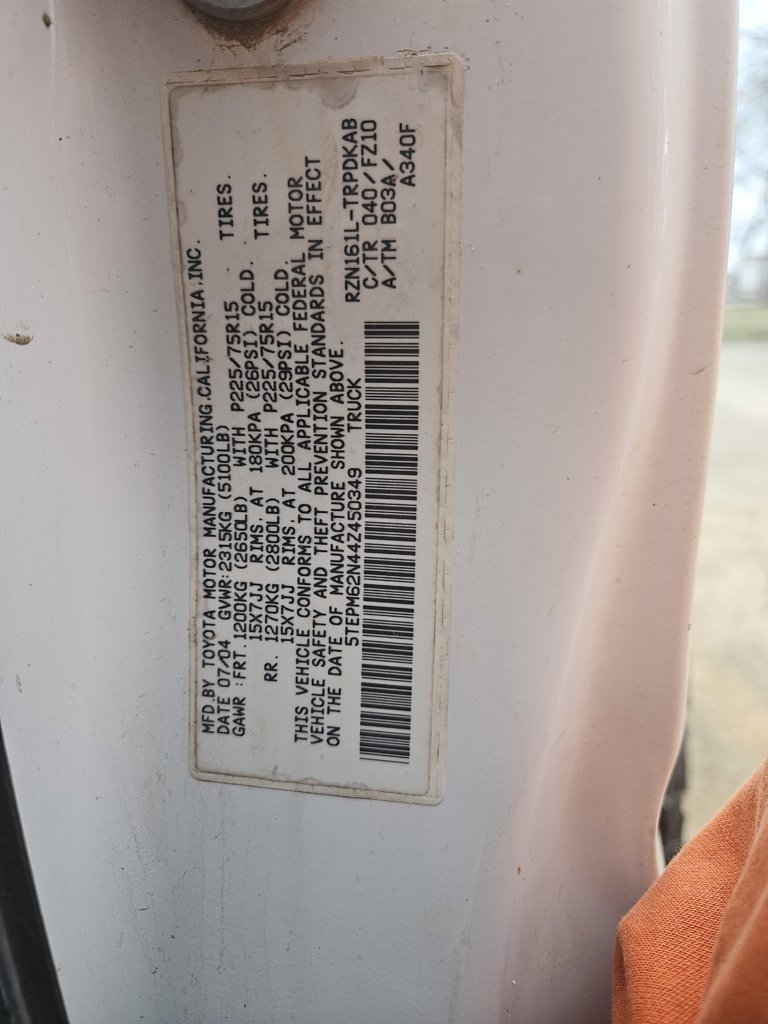 MFD.BY TOYOTA MOTOR MANUFACTURING.CALIFORNIA.INC.
DATE 07/04 GVWR:2315KG (5100LB)
GAWR :FRT.1200KG (2650LB) WITH P225/75R15 TIRES.
15X7JJ RIMS, AT 180KPA (26PSI) COLD.
RR. 1270KG (2800LB) WITH P225/75R15 TIRES.
15X7JJ RIMS, AT 200KPA (29PSI) COLD.
THIS VEHICLE CONFORMS TO ALL APPLICABLE FEDERAL MOTOR
VEHICLE SAFETY AND THEFT PREVENTION STANDARDS IN EFFECT
ON THE DATE OF MANUFACTURE SHOWN ABOVE.
5TEPM62N44Z450349 TRUCK
RZN161L-TRPDKAB
C/TR 040/FZ10
A/TM B03A/
A340F